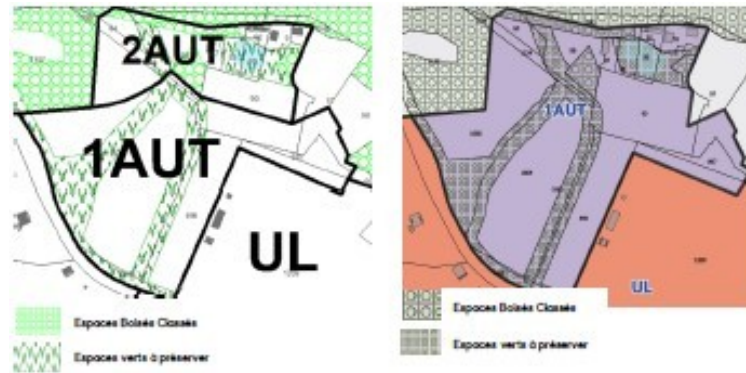 2AUT
1AUT
UL
Espaces Boisés Classés
Espaces verts à préserver
1AUT
UL
Espaces Boisés Classés
Espaces verts à préserver